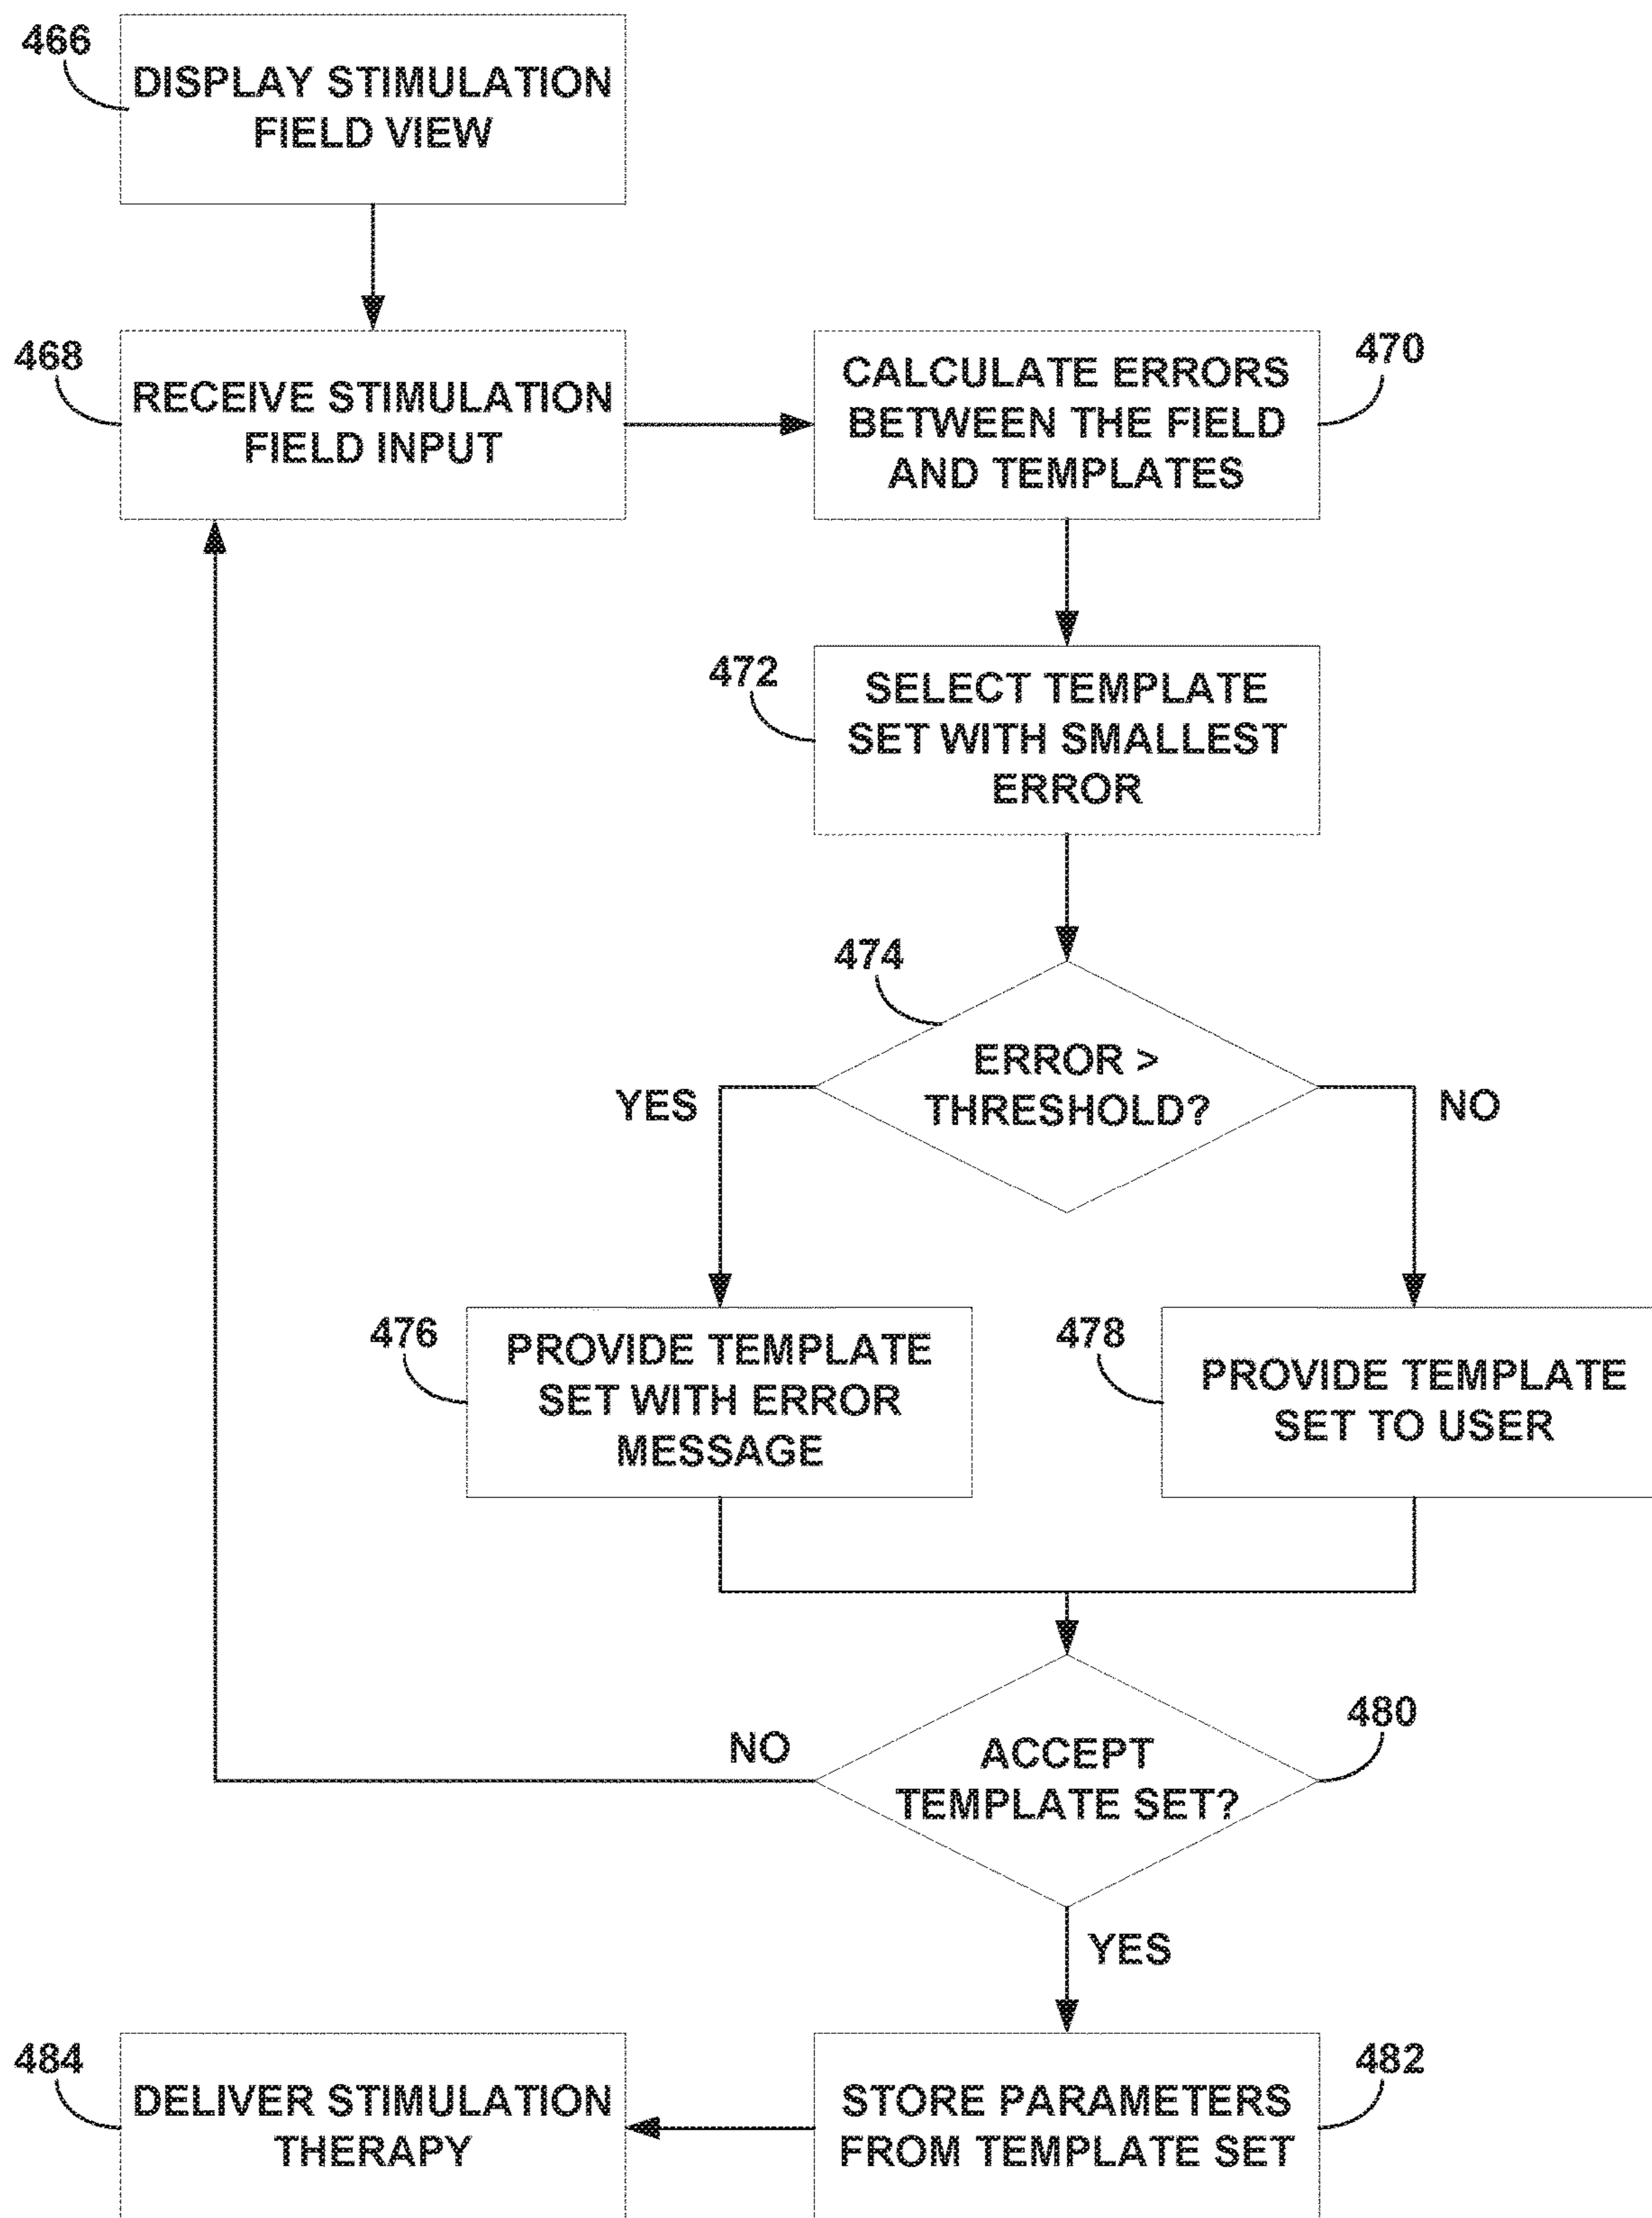 466
DISPLAY STIMULATION
FIELD VIEW
468
RECEIVE STIMULATION
FIELD INPUT
470
CALCULATE ERRORS
BETWEEN THE FIELD
AND TEMPLATES
472
SELECT TEMPLATE
SET WITH SMALLEST
ERROR
474
ERROR >
THRESHOLD?
YES
NO
476
PROVIDE TEMPLATE
SET WITH ERROR
MESSAGE
478
PROVIDE TEMPLATE
SET TO USER
480
ACCEPT
TEMPLATE SET?
NO
YES
484
DELIVER STIMULATION
THERAPY
482
STORE PARAMETERS
FROM TEMPLATE SET